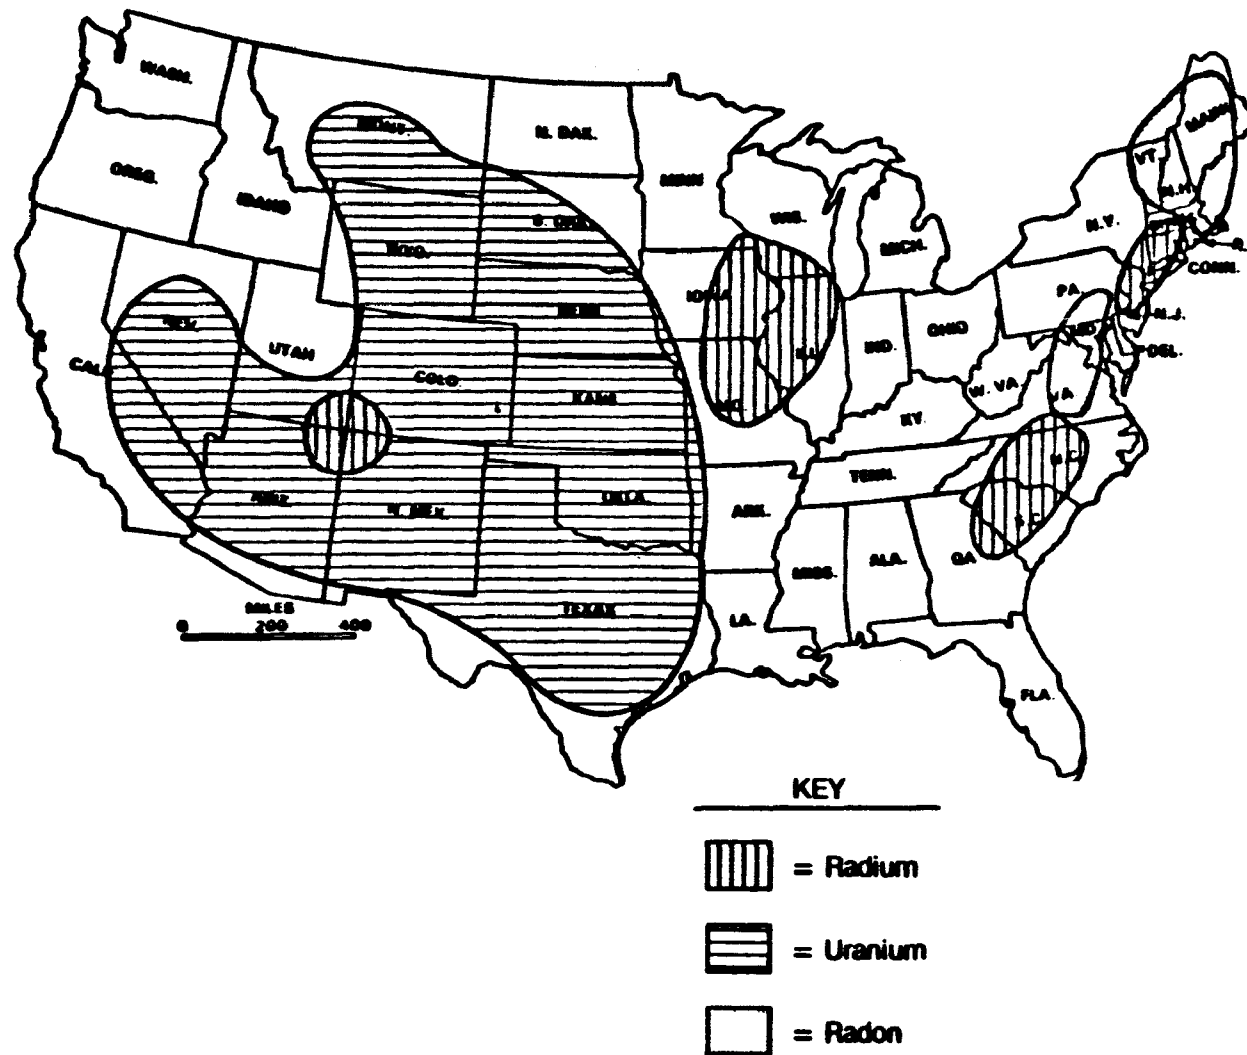 WASH.
MONT.
N. DAK.
MINN
MAINE
VT.
N.H.
OREG.
IDAHO
WYO.
S. DAK.
WIS.
MICH.
N.Y.
R.
CONN.
NEV.
UTAH
NEBR
IOWA
ILL
IND.
OHIO
PA.
MD.
N.J.
DEL.
CALIF
COLO.
KANS
MO.
W. VA.
VA.
KY.
ARIZ.
N. MEX.
OKLA.
ARK.
TENN.
N.C.
S.C.
TEXAS
LA.
MISS.
ALA.
GA
FLA.
MILES
0 200 400
KEY
= Radium
= Uranium
= Radon